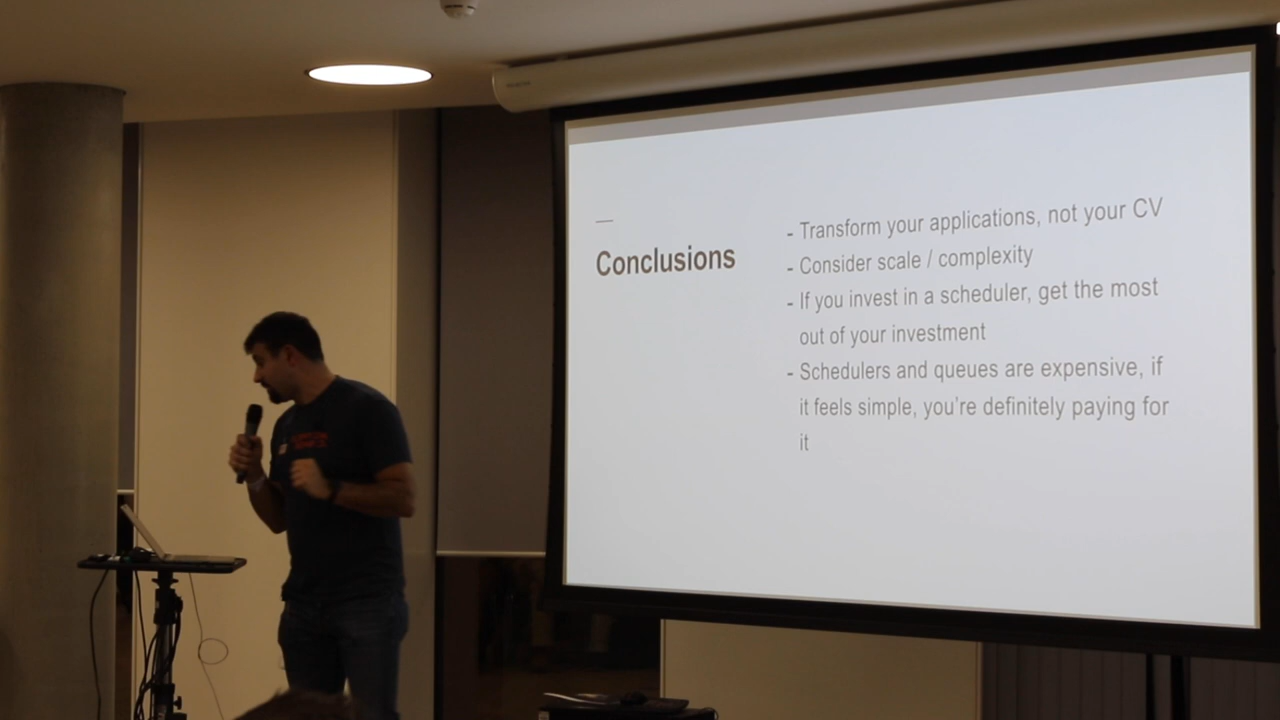 Conclusions
- Transform your applications, not your CV
- Consider scale / complexity
- If you invest in a scheduler, get the most
out of your investment
- Schedulers and queues are expensive, if
it feels simple, you're definitely paying for
it